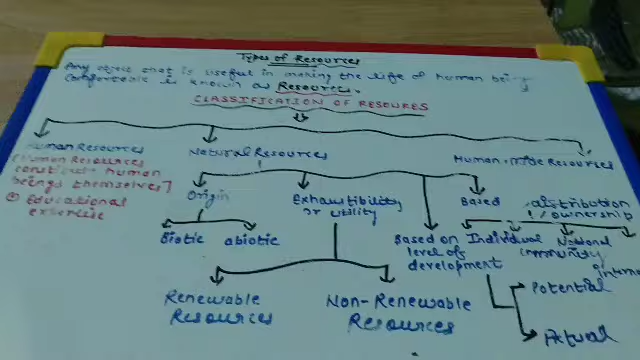 Types of Resources
Any object that is useful in making the life of human being
comfortable is known as Resources.
CLASSIFICATION OF RESOURES
Human Resources
Natural Resources
Human-made Resources
Human Resources
human
beings themselves]
Educational
Origin
Exhaustibility
or utility
Based
distribution
/ ownership
Biotic abiotic
Based on
level of
development
Individual
National
Community
Renewable
Resources
Non-Renewable
Resources
Potential
Actual